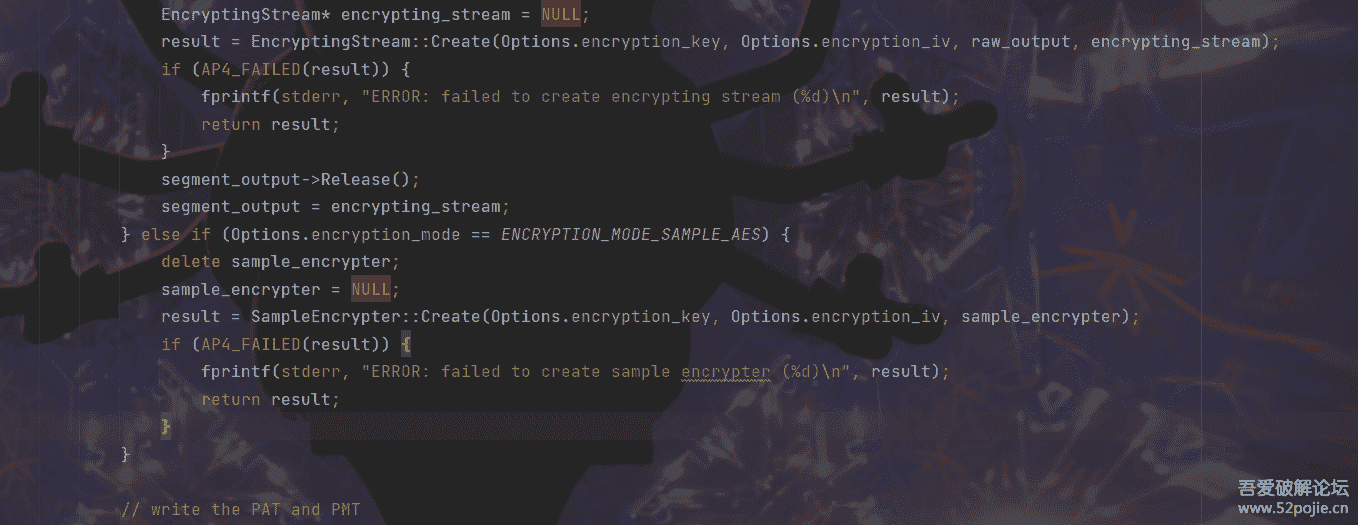 EncryptingStream* encrypting_stream = NULL;
result = EncryptingStream::Create(Options.encryption_key, Options.encryption_iv, raw_output, encrypting_stream);
if (AP4_FAILED(result)) {
fprintf(stderr, "ERROR: failed to create encrypting stream (%d)\n", result);
return result;
}
segment_output->Release();
segment_output = encrypting_stream;
} else if (Options.encryption_mode == ENCRYPTION_MODE_SAMPLE_AES) {
delete sample_encrypter;
sample_encrypter = NULL;
result = SampleEncrypter::Create(Options.encryption_key, Options.encryption_iv, sample_encrypter);
if (AP4_FAILED(result)) {
fprintf(stderr, "ERROR: failed to create sample encrypter (%d)\n", result);
return result;
}
}
// write the PAT and PMT
吾爱破解论坛
www.52pojie.cn